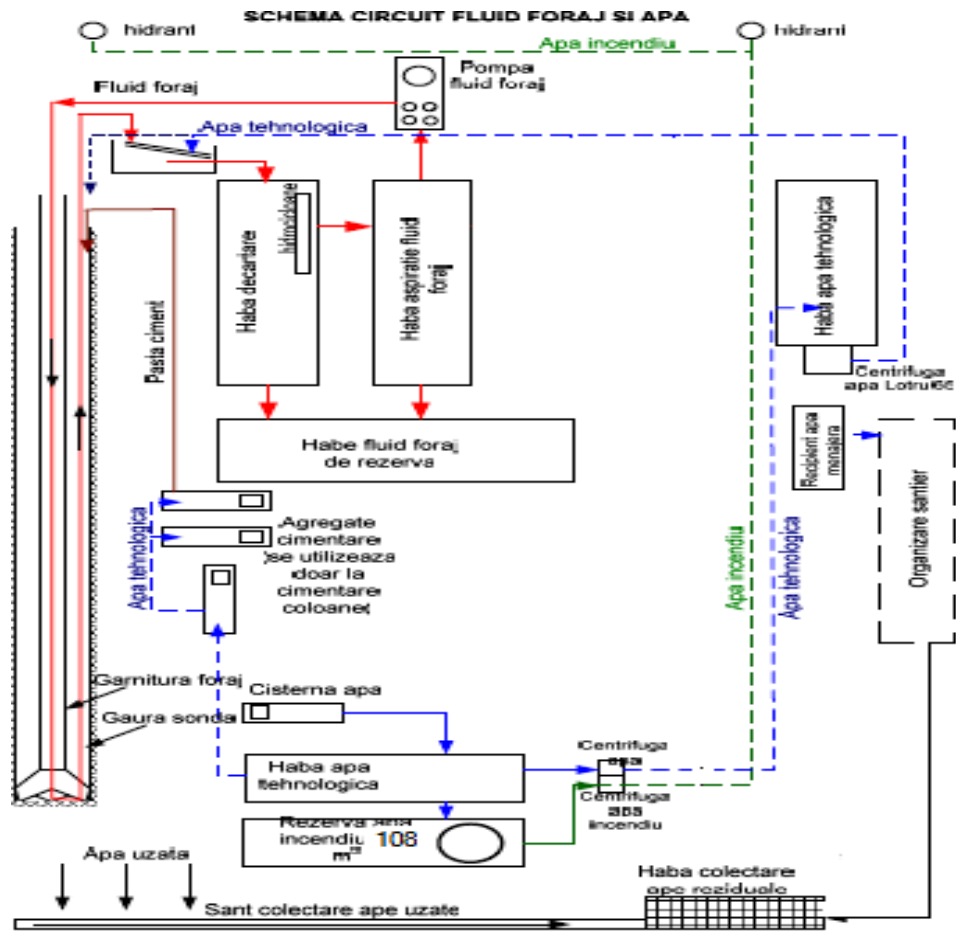 SCHEMA CIRCUIT FLUID FORAJ SI APA
hidrant
hidrant
Apa incendiu
Pompa
fluid foraj
Fluid foraj
Apa tehnologica
Haba decantare
hidrocicloane
Haba aspiratie fluid
foraj
Haba apa tehnologica
Pasta ciment
Centrifuga
apa Lotru 65
Habe fluid foraj
de rezerva
Recipient apa
menajera
Organizare santier
Apa tehnologica
Agregate
cimentare
se utilizeaza
doar la
cimentare
coloanei
Apa incendiu
Apa tehnologica
Garnitura foraj
Cisterna apa
Gaura sonda
Centrifuga
apa
Haba apa
tehnologica
Centrifuga
apa
incendiu
Rezerva
incendiu 108
m
Apa uzata
Haba colectare
ape reziduale
Sant colectare ape uzate